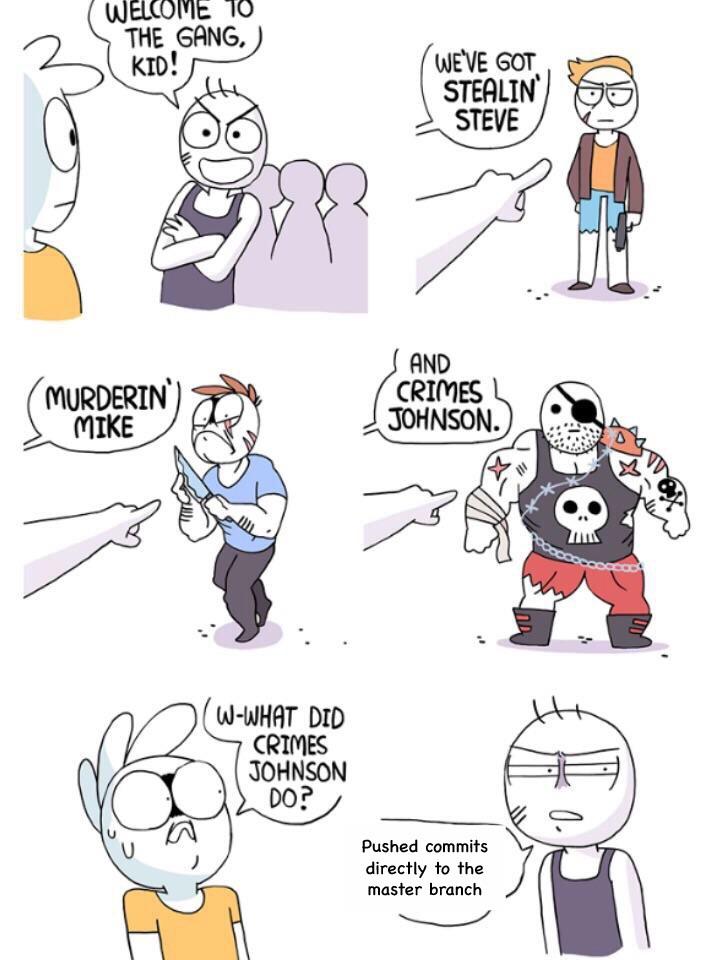 WELCOME TO
THE GANG,
KID!
WE'VE GOT
STEALIN'
STEVE
MURDERIN'
MIKE
AND
CRIMES
JOHNSON.
W-WHAT DID
CRIMES
JOHNSON
DO?
Pushed commits
directly to the
master branch